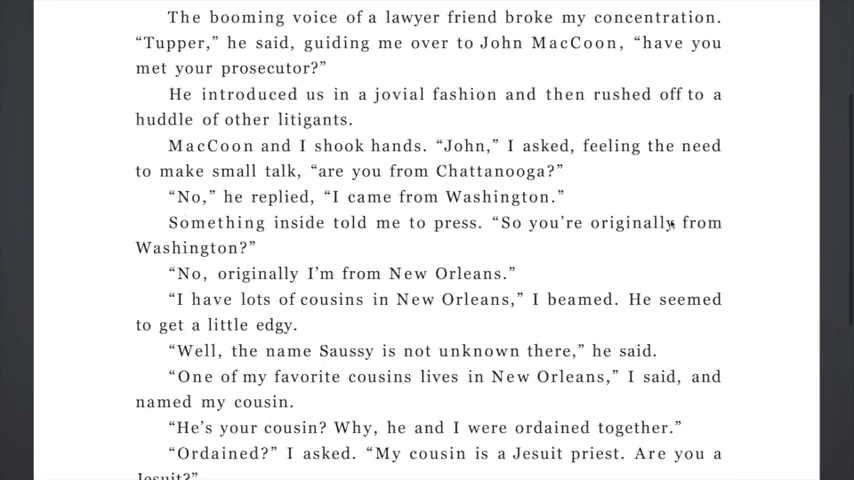 The booming voice of a lawyer friend broke my concentration.
“Tupper,” he said, guiding me over to John MacCoon, “have you
met your prosecutor?”
He introduced us in a jovial fashion and then rushed off to a
huddle of other litigants.
MacCoon and I shook hands. “John,” I asked, feeling the need
to make small talk, “are you from Chattanooga?”
“No,” he replied, “I came from Washington.”
Something inside told me to press. “So you’re originally from
Washington?”
“No, originally I’m from New Orleans.”
“I have lots of cousins in New Orleans,” I beamed. He seemed
to get a little edgy.
“Well, the name Saussy is not unknown there,” he said.
“One of my favorite cousins lives in New Orleans,” I said, and
named my cousin.
“He’s your cousin? Why, he and I were ordained together.”
“Ordained?” I asked. “My cousin is a Jesuit priest. Are you a
Jesuit?”